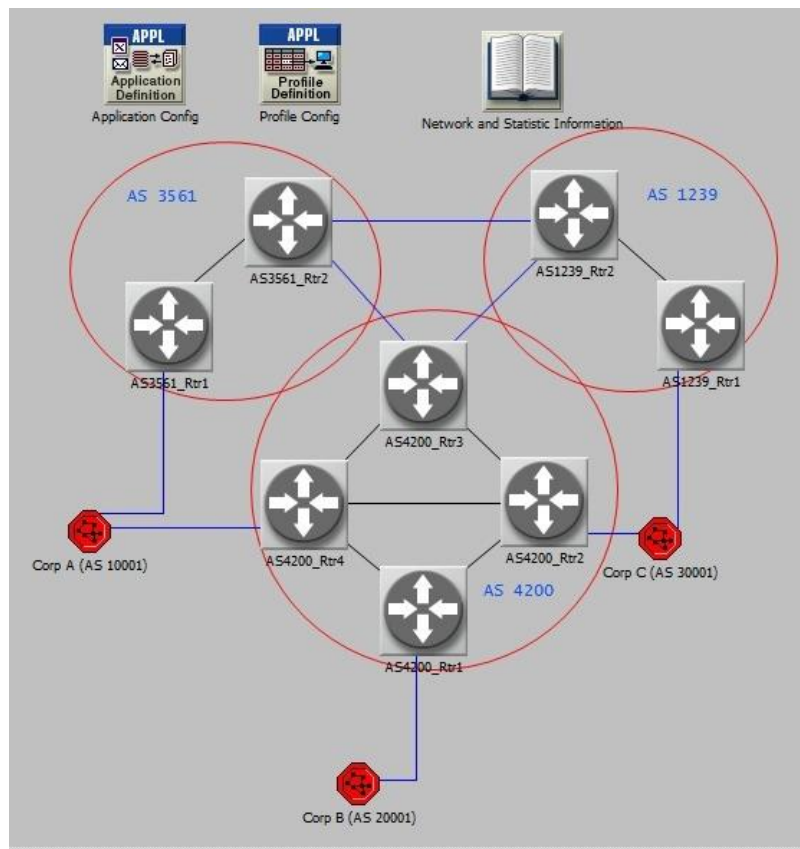 APPL
Application
Definition
Application Config
APPL
Profiile
Definition
Profile Config
Network and Statistic Information
AS 3561
AS 1239
AS3561_Rtr2
AS1239_Rtr2
AS3561_Rtr1
AS1239_Rtr1
AS4200_Rtr3
AS4200_Rtr4
AS4200_Rtr2
Corp A (AS 10001)
Corp C (AS 30001)
AS 4200
AS4200_Rtr1
Corp B (AS 20001)